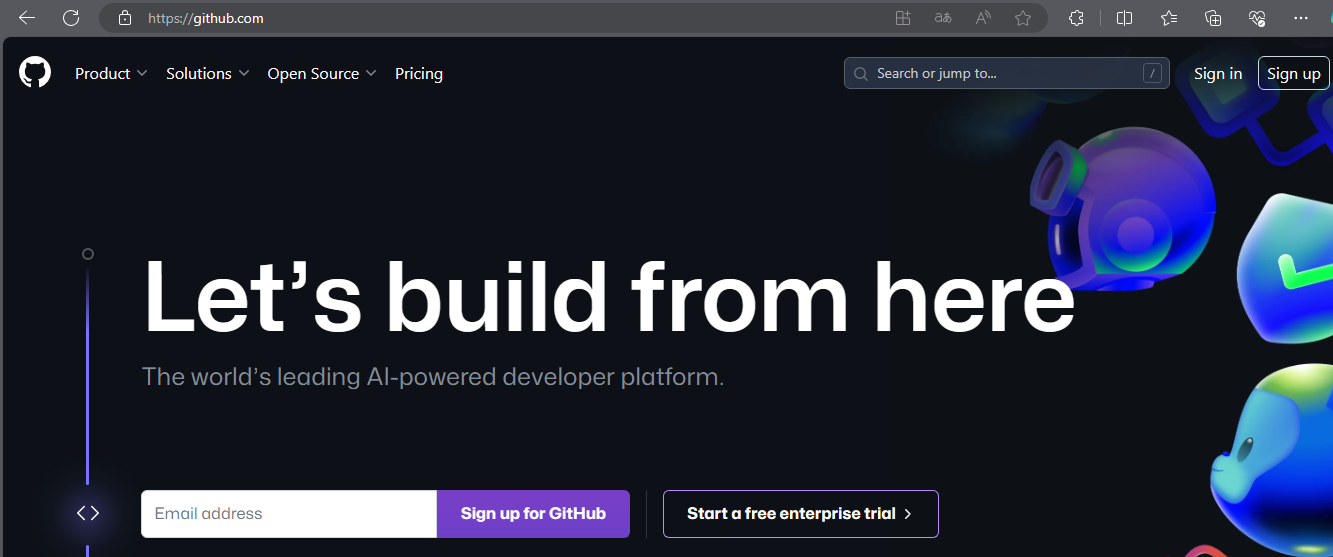 https://github.com
Product Solutions Open Source Pricing Search or jump to... / Sign in Sign up
Let’s build from here
The world’s leading AI-powered developer platform.
Email address Sign up for GitHub Start a free enterprise trial